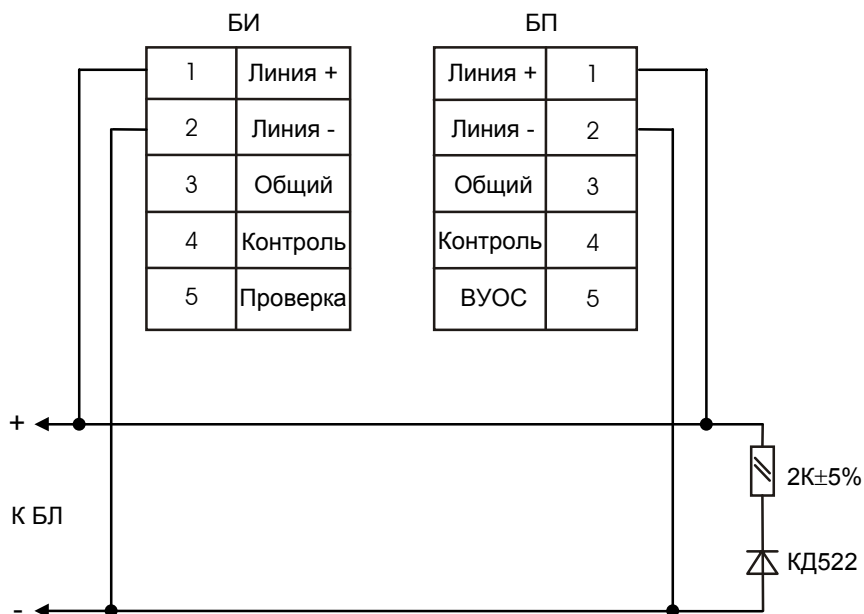 БИ
1 Линия +
2 Линия -
3 Общий
4 Контроль
5 Проверка
БП
Линия + 1
Линия - 2
Общий 3
Контроль 4
ВУОС 5
+
К БЛ
-
2К±5%
КД522